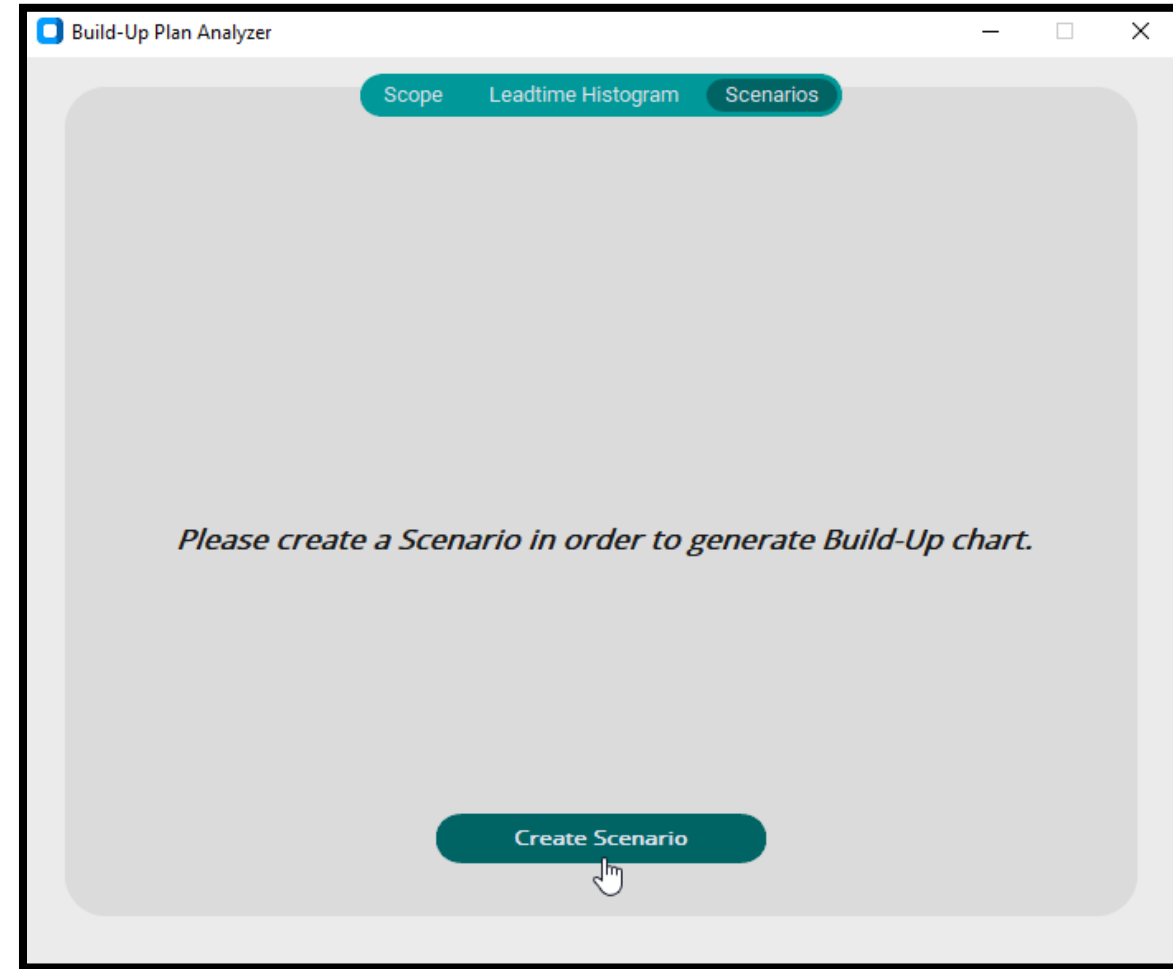 Build-Up Plan Analyzer
Scope Leadtime Histogram Scenarios
Please create a Scenario in order to generate Build-Up chart.
Create Scenario